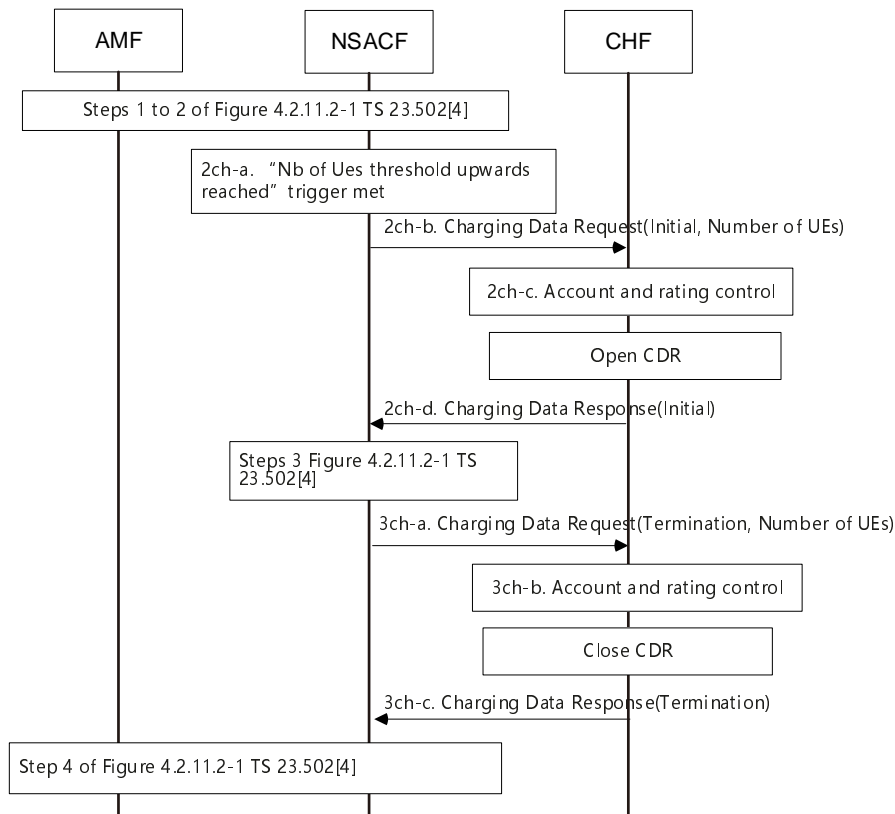 AMF
NSACF
CHF
Steps 1 to 2 of Figure 4.2.11.2-1 TS 23.502[4]
2ch-a. “Nb of Ues threshold upwards
reached” trigger met
2ch-b. Charging Data Request(Initial, Number of UEs)
2ch-c. Account and rating control
Open CDR
2ch-d. Charging Data Response(Initial)
Steps 3 Figure 4.2.11.2-1 TS
23.502[4]
3ch-a. Charging Data Request(Termination, Number of UEs)
3ch-b. Account and rating control
Close CDR
3ch-c. Charging Data Response(Termination)
Step 4 of Figure 4.2.11.2-1 TS 23.502[4]